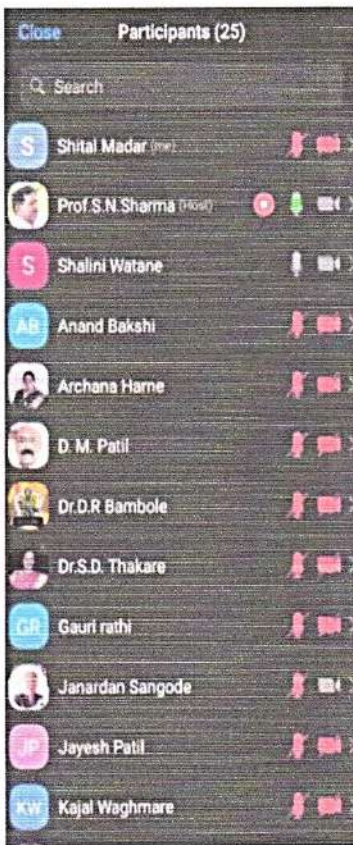 Close Participants (25)
Search
S Shital Madar (me)
Prof.S.N.Sharma (Host)
S Shalini Watane
AB Anand Bakshi
Archana Harne
D. M. Patil
Dr.D.R Bambole
Dr.S.D. Thakare
GR Gauri rathi
Janardan Sangode
JP Jayesh Patil
KW Kajal Waghmare